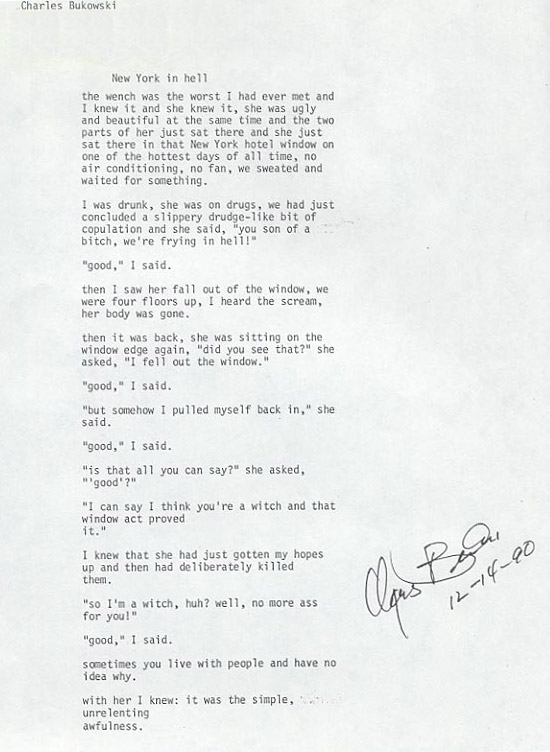 Charles Bukowski
New York in hell
the wench was the worst I had ever met and
I knew it and she knew it, she was ugly
and beautiful at the same time and the two
parts of her just sat there and she just
sat there in that New York hotel window on
one of the hottest days of all time, no
air conditioning, no fan, we sweated and
waited for something.
I was drunk, she was on drugs, we had just
concluded a slippery drudge-like bit of
copulation and she said, "you son of a
bitch, we're frying in hell!"
"good," I said.
then I saw her fall out of the window, we
were four floors up, I heard the scream,
her body was gone.
then it was back, she was sitting on the
window edge again, "did you see that?" she
asked, "I fell out the window."
"good," I said.
"but somehow I pulled myself back in," she
said.
"good," I said.
"is that all you can say?" she asked,
"'good'?"
"I can say I think you're a witch and that
window act proved
it."
I knew that she had just gotten my hopes
up and then had deliberately killed
them.
"so I'm a witch, huh? well, no more ass
for you!"
"good," I said.
sometimes you live with people and have no
idea why.
with her I knew: it was the simple,
unrelenting
awfulness.
12-14-90